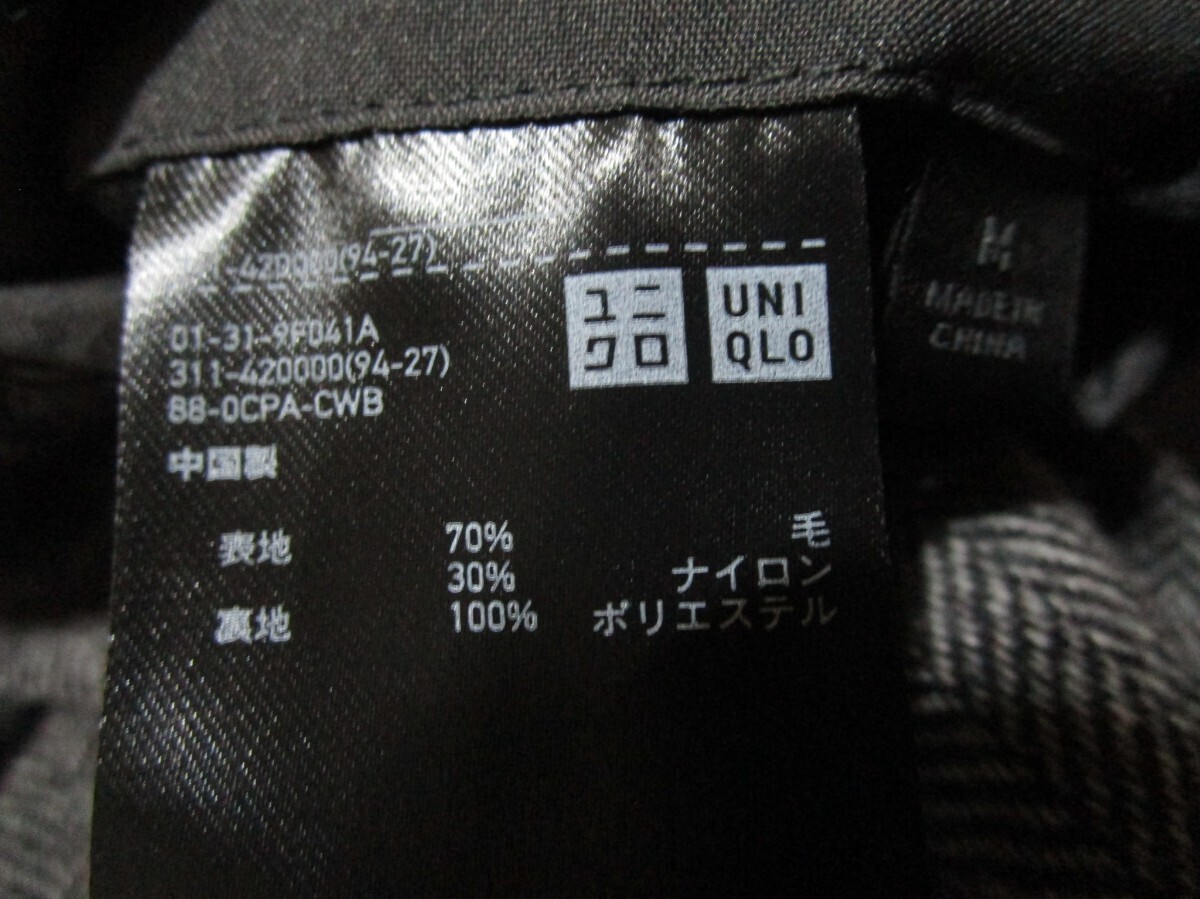 -420000(94-27)
01-31-9F041A
311-420000(94-27)
88-0CPA-CWB
中国製
ユニクロ
UNIQLO
表地 70% 毛
30% ナイロン
裏地 100% ポリエステル
M
MADE IN
CHINA